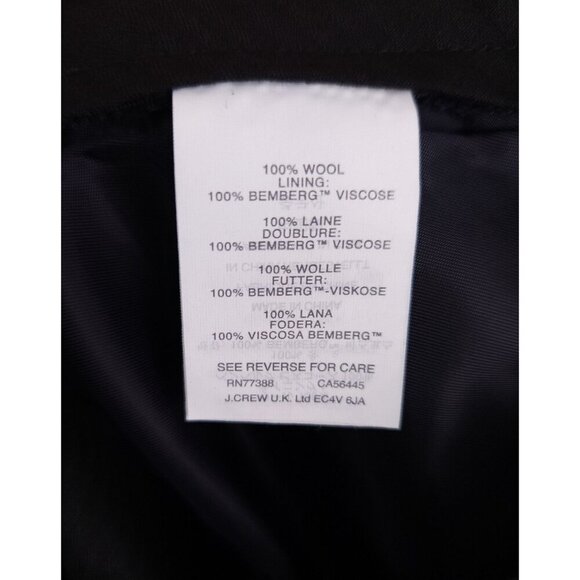 100% WOOL
LINING:
100% BEMBERG™ VISCOSE
100% LAINE
DOUBLURE:
100% BEMBERG™ VISCOSE
100% WOLLE
FUTTER:
100% BEMBERG™-VISKOSE
100% LANA
FODERA:
100% VISCOSA BEMBERG™
SEE REVERSE FOR CARE
RN77388 CA56445
J.CREW U.K. Ltd EC4V 6JA